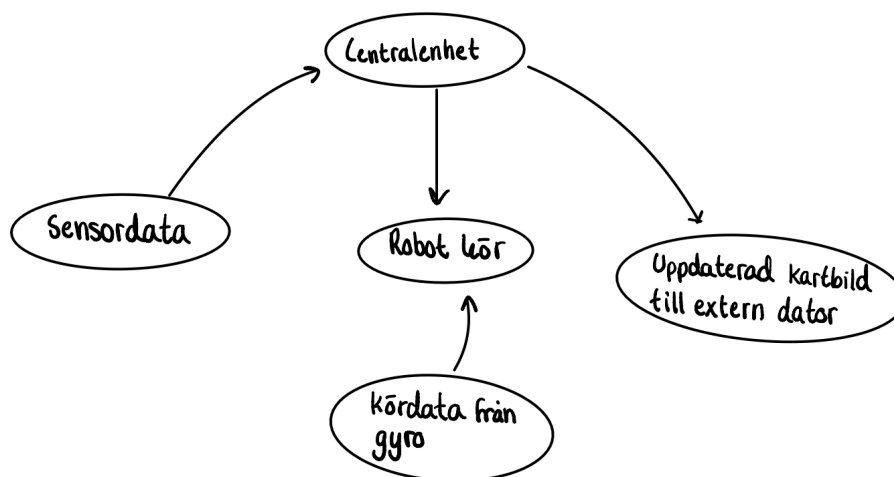 Centralenhet
Sensordata
Robot kör
Uppdaterad kartbild
till extern dator
Kördata från
gyro